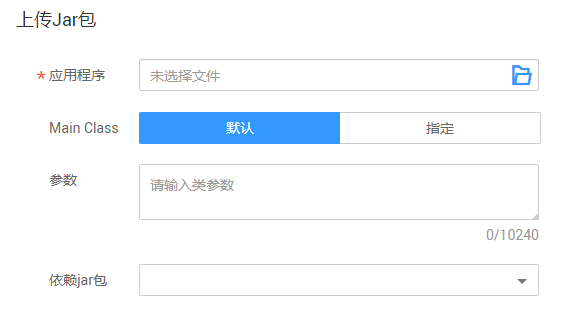 上传Jar包
* 应用程序 未选择文件
Main Class 默认 指定
参数 请输入类参数
0/10240
依赖jar包